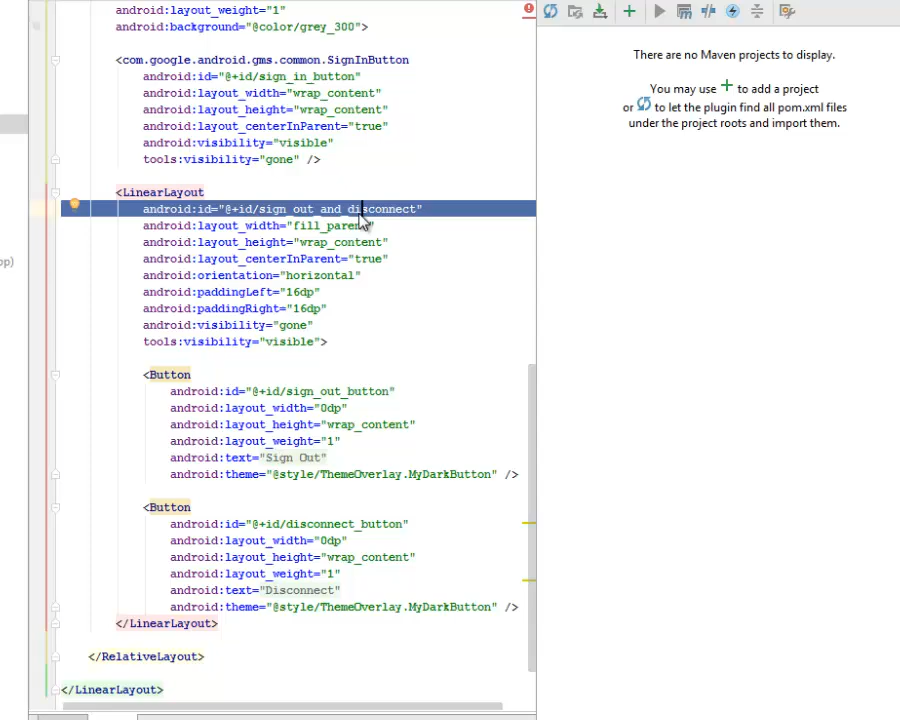 android:layout_weight="1"
android:background="@color/grey_300">
<com.google.android.gms.common.SignInButton
android:id="@+id/sign_in_button"
android:layout_width="wrap_content"
android:layout_height="wrap_content"
android:layout_centerInParent="true"
android:visibility="visible"
tools:visibility="gone" />
<LinearLayout
android:id="@+id/sign_out_and_disconnect"
android:layout_width="fill_parent"
android:layout_height="wrap_content"
android:layout_centerInParent="true"
android:orientation="horizontal"
android:paddingLeft="16dp"
android:paddingRight="16dp"
android:visibility="gone"
tools:visibility="visible">
<Button
android:id="@+id/sign_out_button"
android:layout_width="0dp"
android:layout_height="wrap_content"
android:layout_weight="1"
android:text="Sign Out"
android:theme="@style/ThemeOverlay.MyDarkButton" />
<Button
android:id="@+id/disconnect_button"
android:layout_width="0dp"
android:layout_height="wrap_content"
android:layout_weight="1"
android:text="Disconnect"
android:theme="@style/ThemeOverlay.MyDarkButton" />
</LinearLayout>
</RelativeLayout>
</LinearLayout>
pp)
There are no Maven projects to display.
You may use + to add a project
or to let the plugin find all pom.xml files
under the project roots and import them.